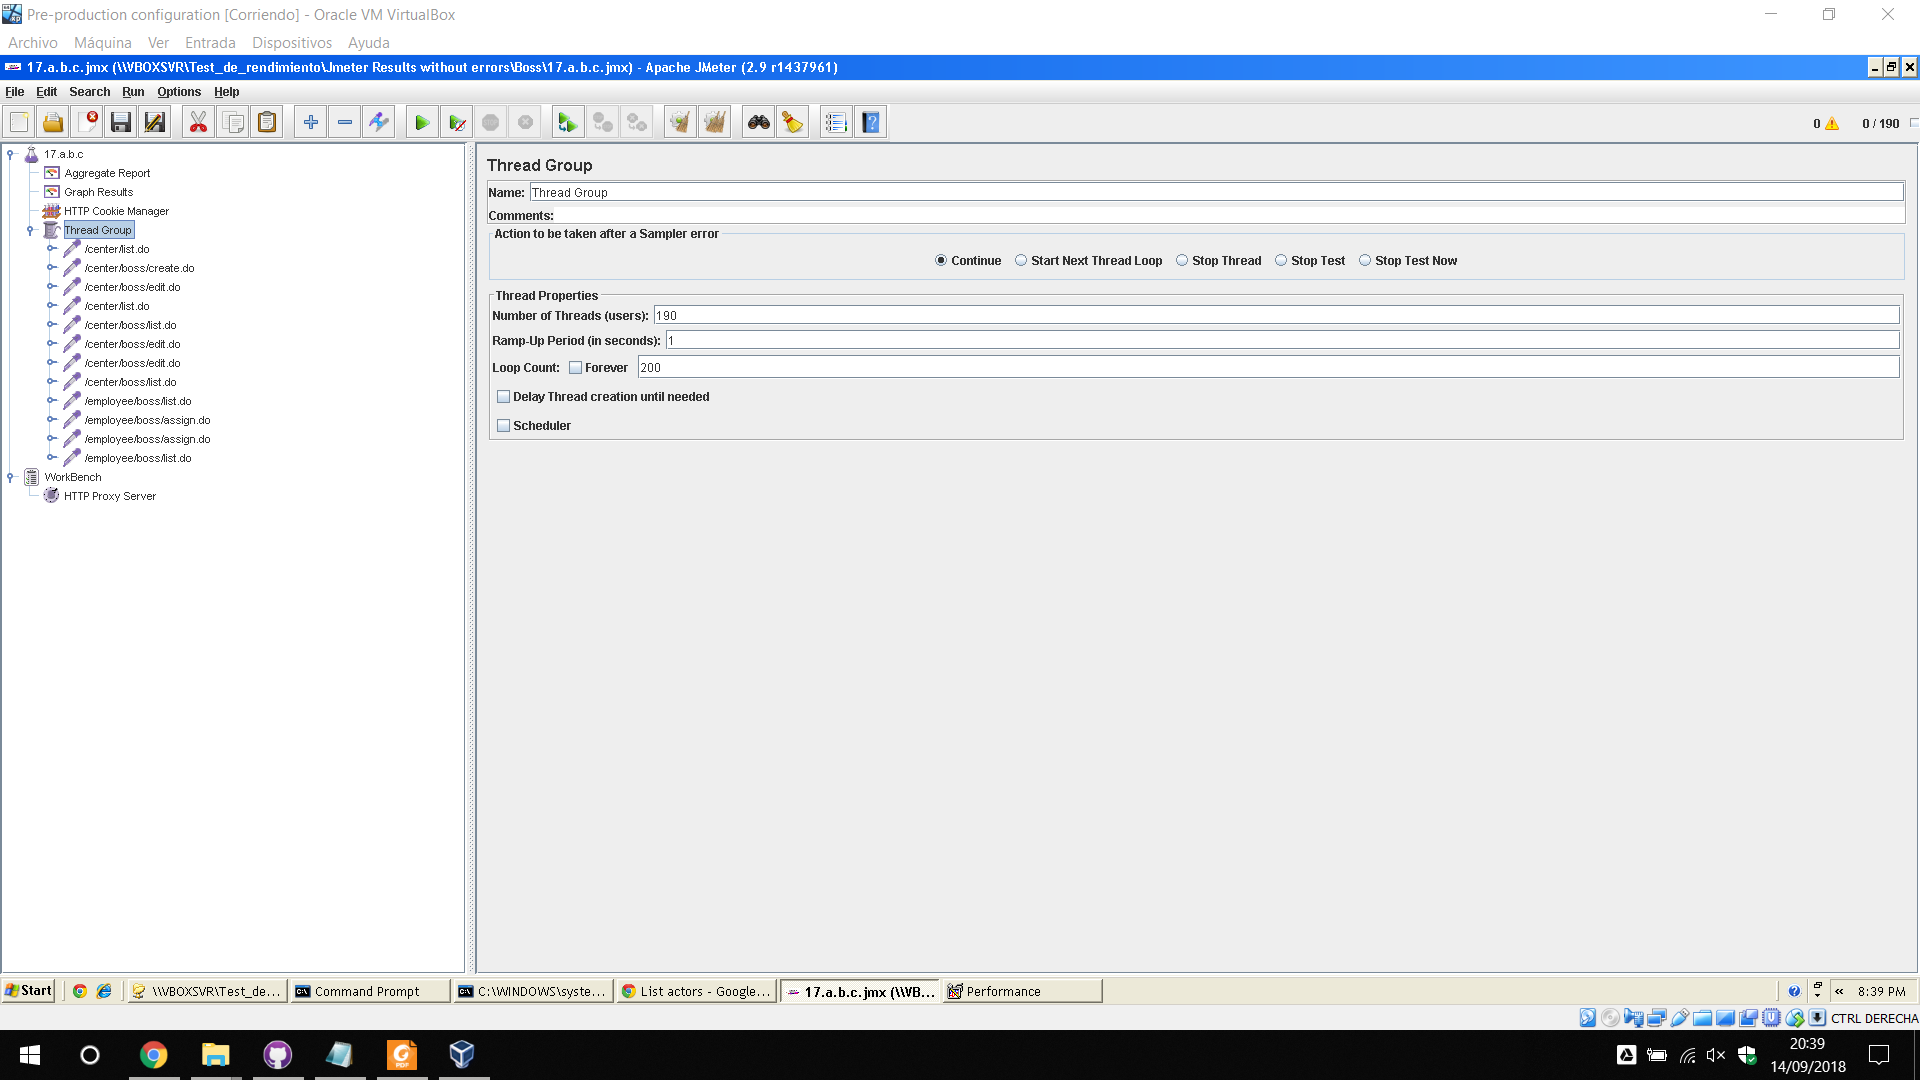 Pre-production configuration [Corriendo] - Oracle VM VirtualBox
Archivo Máquina Ver Entrada Dispositivos Ayuda
17.a.b.c.jmx (\\VBOXSVR\Test_de_rendimiento\Jmeter Results without errors\Boss\17.a.b.c.jmx) - Apache JMeter (2.9 r1437961)
File Edit Search Run Options Help
0 0 / 190
17.a.b.c
Aggregate Report
Graph Results
HTTP Cookie Manager
Thread Group
/center/list.do
/center/boss/create.do
/center/boss/edit.do
/center/list.do
/center/boss/list.do
/center/boss/edit.do
/center/boss/edit.do
/center/boss/list.do
/employee/boss/list.do
/employee/boss/assign.do
/employee/boss/assign.do
/employee/boss/list.do
WorkBench
HTTP Proxy Server
Thread Group
Name: Thread Group
Comments:
Action to be taken after a Sampler error
Continue Start Next Thread Loop Stop Thread Stop Test Stop Test Now
Thread Properties
Number of Threads (users): 190
Ramp-Up Period (in seconds): 1
Loop Count: Forever 200
Delay Thread creation until needed
Scheduler
Start \\VBOXSVR\Test_de... Command Prompt C:\WINDOWS\syste... List actors - Google... 17.a.b.c.jmx (\\VB... Performance « 8:39 PM
CTRL DERECHA
20:39
14/09/2018